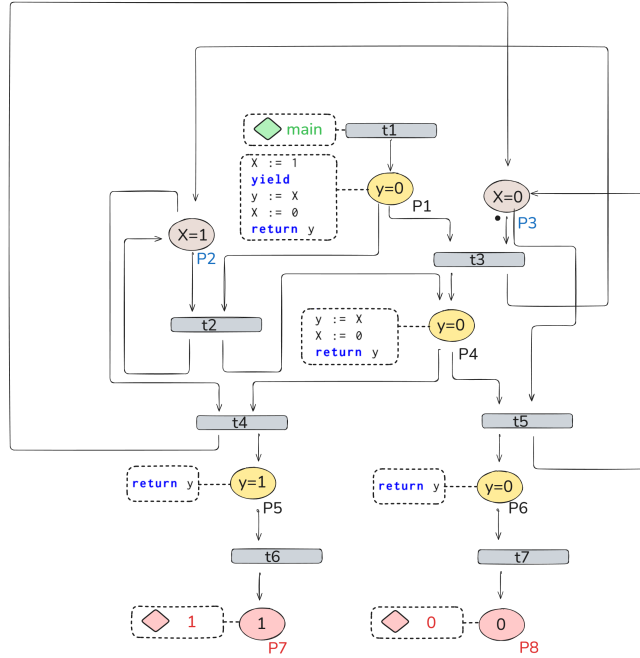 main
t1
X := 1
yield
y := X
X := 0
return y
y=0
P1
X=0
P3
X=1
P2
t3
t2
y := X
X := 0
return y
y=0
P4
t4
t5
return y
y=1
P5
return y
y=0
P6
t6
t7
1
1
P7
0
0
P8